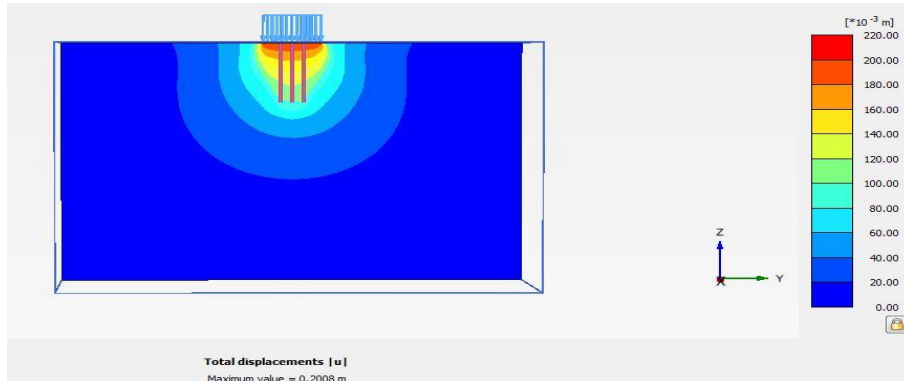 [*10 -3 m]
220.00
200.00
180.00
160.00
140.00
120.00
100.00
80.00
60.00
40.00
20.00
0.00
Z
Y
X
Total displacements |u|
Maximum value = 0.2008 m